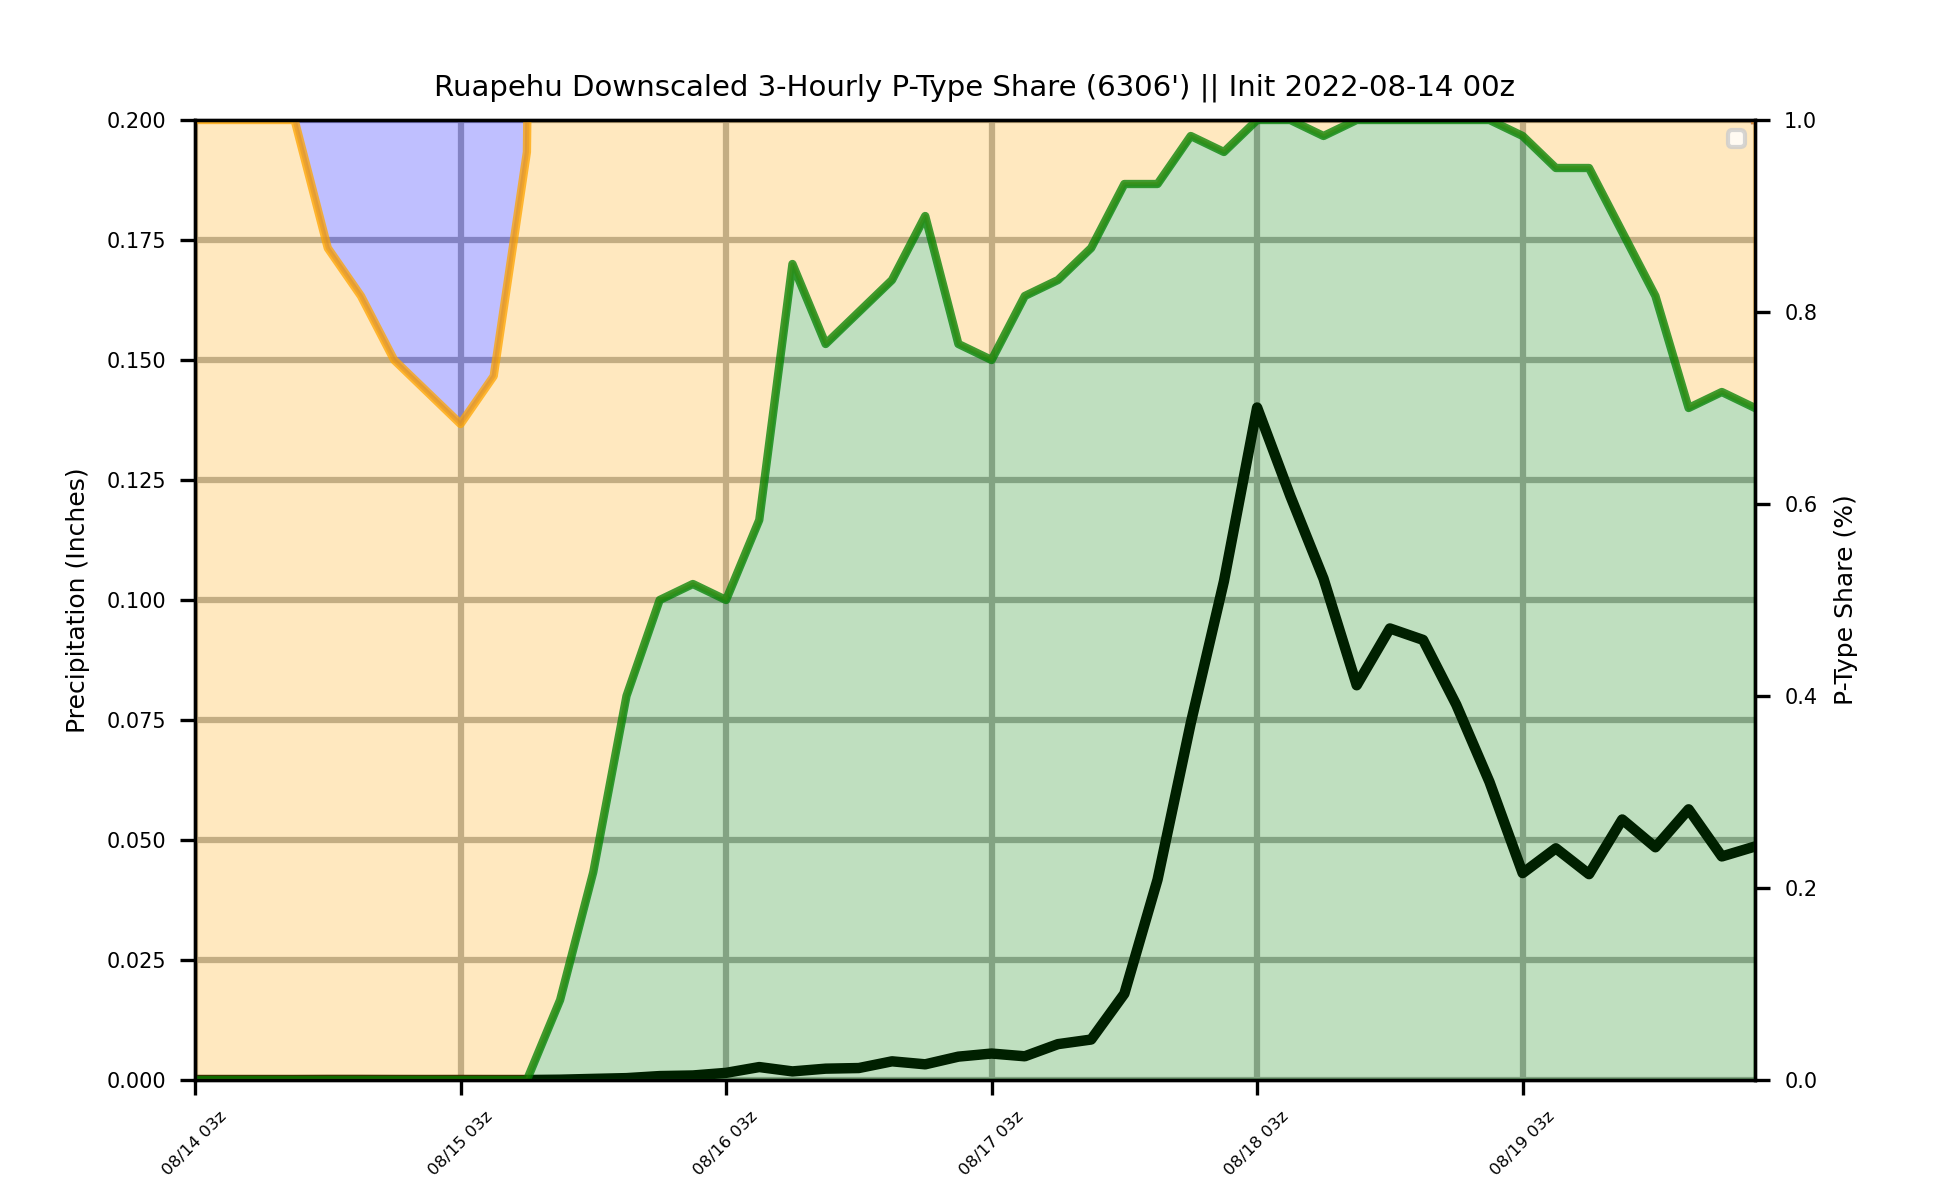 Ruapehu Downscaled 3-Hourly P-Type Share (6306') || Init 2022-08-14 00z
0.200
0.175
0.150
0.125
0.100
0.075
0.050
0.025
0.000
Precipitation (Inches)
1.0
0.8
0.6
0.4
0.2
0.0
P-Type Share (%)
08/14 03z
08/15 03z
08/16 03z
08/17 03z
08/18 03z
08/19 03z